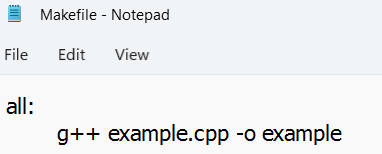 Makefile - Notepad
File Edit View
all:
	g++ example.cpp -o example